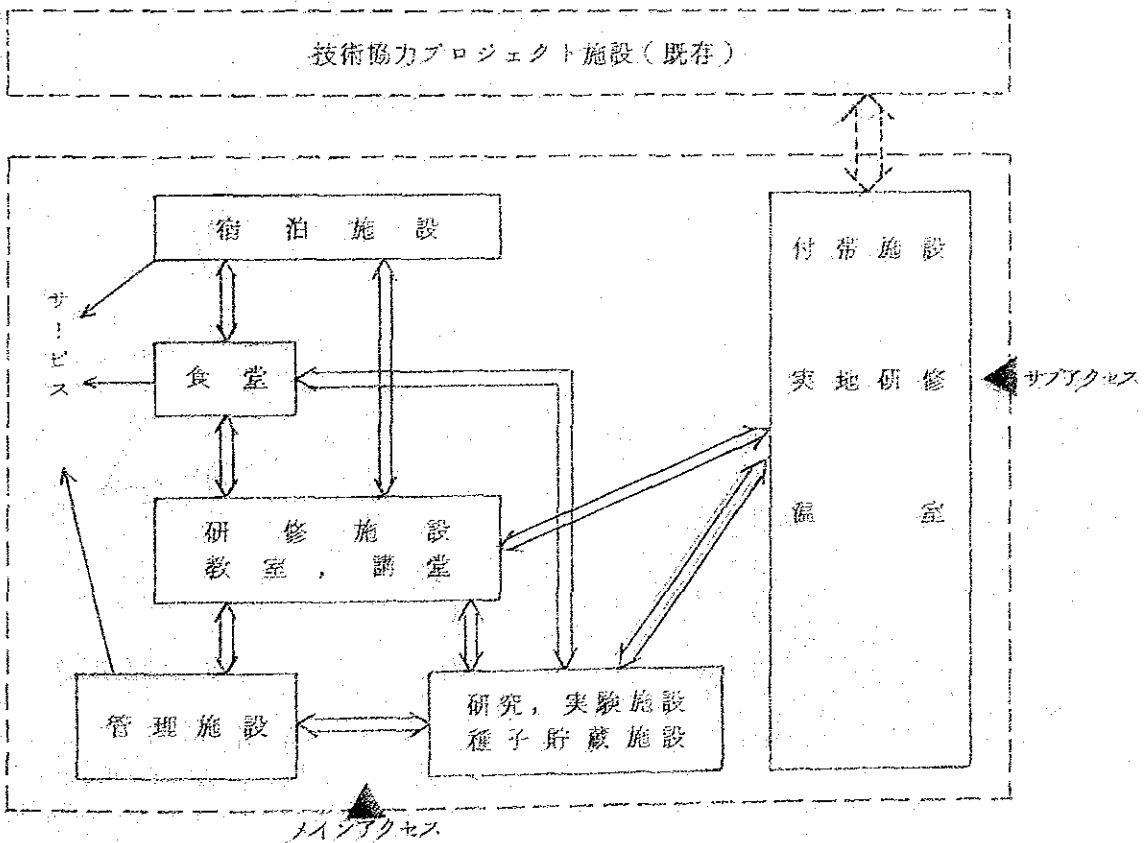 技術協力プロジェクト施設(既存)
宿泊施設
付帯施設
サービス
食堂
実地研修
サブアクセス
研修施設
教室,講堂
温室
管理施設
研究,実験施設
種子貯蔵施設
メインアクセス